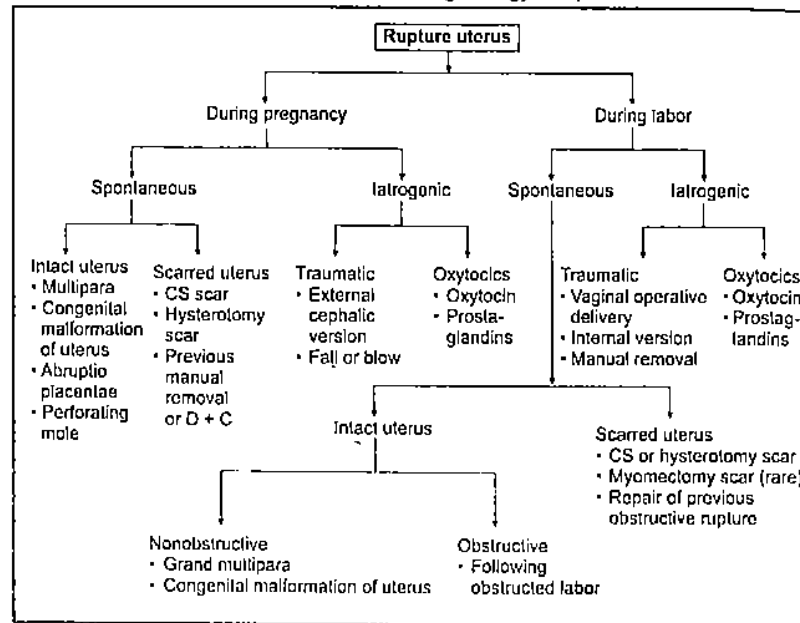 Rupture uterus
During pregnancy
During labor
Spontaneous
Iatrogonic
Spontaneous
Iatrogenic
Intact uterus
• Multipara
• Congenital
malformation
of uterus
• Abruptio
placentae
• Perforating
mole
Scarred uterus
• CS scar
• Hysterotomy
scar
• Previous
manual
removal
or D + C
Traumatic
• External
cephalic
version
• Fall or blow
Oxytocics
• Oxytocin
• Prosta-
glandins
Traumatic
• Vaginal operative
delivery
• Internal version
• Manual removal
Oxytocics
• Oxytocin
• Prostag-
landins
Intact uterus
Scarred uterus
• CS or hysterotomy scar
• Myomectomy scar (rare)
• Repair of previous
obstructive rupture
Nonobstructive
• Grand multipara
• Congenital malformation of uterus
Obstructive
• Following
obstructed labor